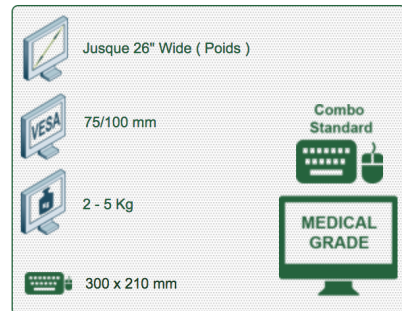 Jusque 26" Wide ( Poids )
VESA
75/100 mm
Combo
Standard
2 - 5 Kg
MEDICAL
GRADE
300 x 210 mm